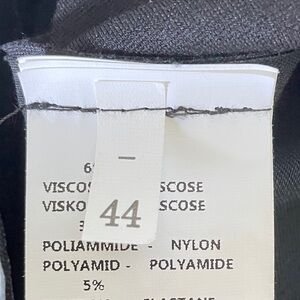 6
-
VISCOS SCOSE
VISKO SCOSE
44
3
POLIAMMIDE - NYLON
POLYAMID - POLYAMIDE
5%